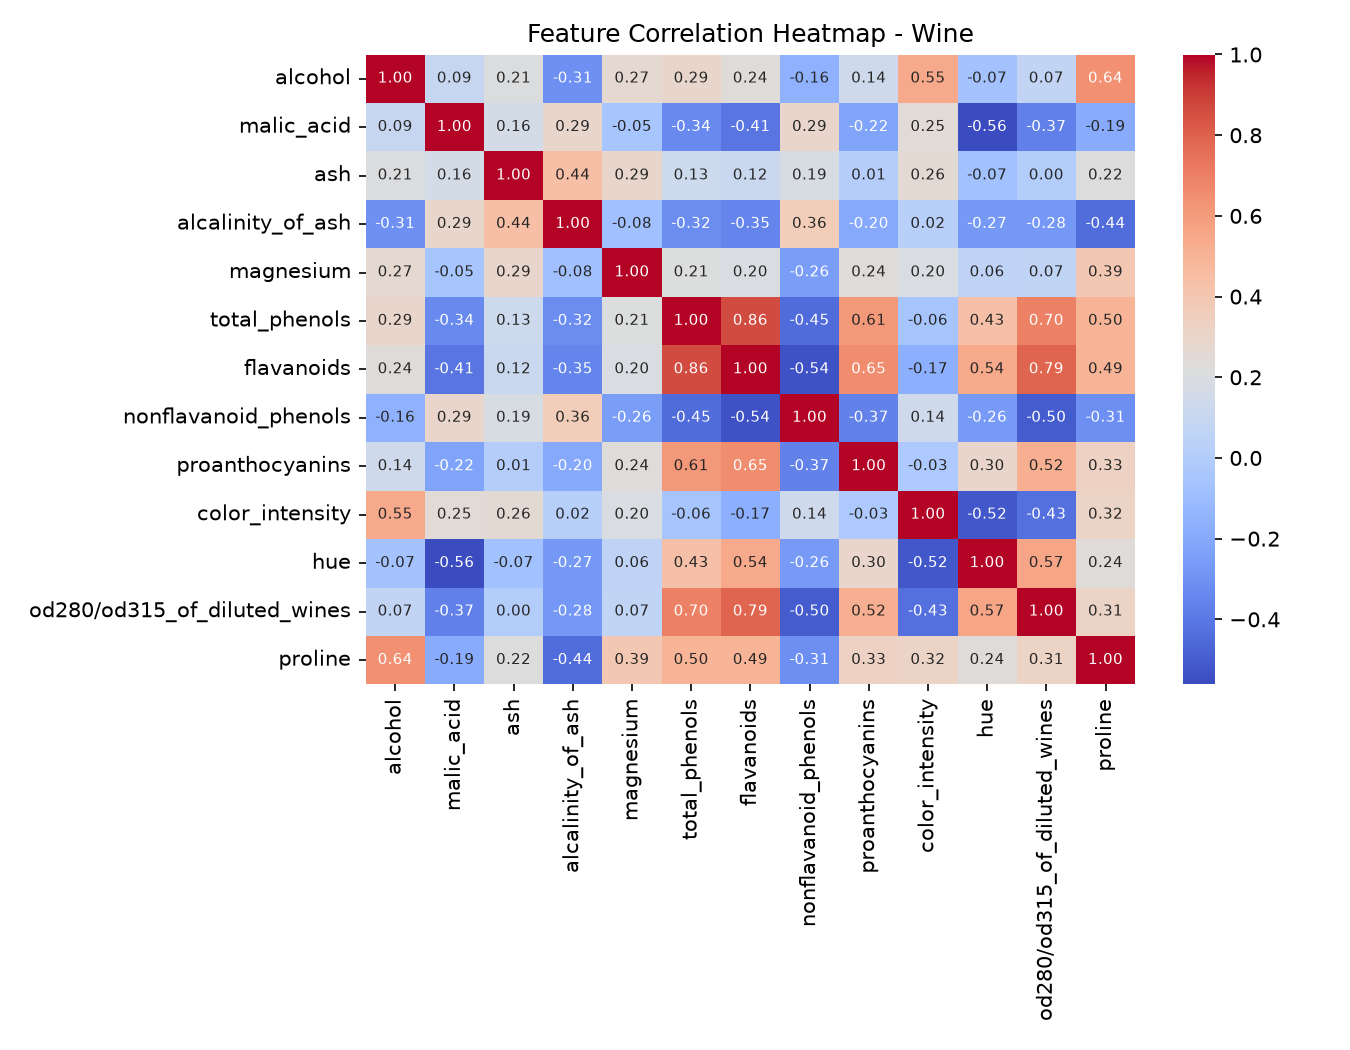 Feature Correlation Heatmap - Wine
alcohol 1.00 0.09 0.21 -0.31 0.27 0.29 0.24 -0.16 0.14 0.55 -0.07 0.07 0.64
malic_acid 0.09 1.00 0.16 0.29 -0.05 -0.34 -0.41 0.29 -0.22 0.25 -0.56 -0.37 -0.19
ash 0.21 0.16 1.00 0.44 0.29 0.13 0.12 0.19 0.01 0.26 -0.07 0.00 0.22
alcalinity_of_ash -0.31 0.29 0.44 1.00 -0.08 -0.32 -0.35 0.36 -0.20 0.02 -0.27 -0.28 -0.44
magnesium 0.27 -0.05 0.29 -0.08 1.00 0.21 0.20 -0.26 0.24 0.20 0.06 0.07 0.39
total_phenols 0.29 -0.34 0.13 -0.32 0.21 1.00 0.86 -0.45 0.61 -0.06 0.43 0.70 0.50
flavanoids 0.24 -0.41 0.12 -0.35 0.20 0.86 1.00 -0.54 0.65 -0.17 0.54 0.79 0.49
nonflavanoid_phenols -0.16 0.29 0.19 0.36 -0.26 -0.45 -0.54 1.00 -0.37 0.14 -0.26 -0.50 -0.31
proanthocyanins 0.14 -0.22 0.01 -0.20 0.24 0.61 0.65 -0.37 1.00 -0.03 0.30 0.52 0.33
color_intensity 0.55 0.25 0.26 0.02 0.20 -0.06 -0.17 0.14 -0.03 1.00 -0.52 -0.43 0.32
hue -0.07 -0.56 -0.07 -0.27 0.06 0.43 0.54 -0.26 0.30 -0.52 1.00 0.57 0.24
od280/od315_of_diluted_wines 0.07 -0.37 0.00 -0.28 0.07 0.70 0.79 -0.50 0.52 -0.43 0.57 1.00 0.31
proline 0.64 -0.19 0.22 -0.44 0.39 0.50 0.49 -0.31 0.33 0.32 0.24 0.31 1.00
alcohol
malic_acid
ash
alcalinity_of_ash
magnesium
total_phenols
flavanoids
nonflavanoid_phenols
proanthocyanins
color_intensity
hue
od280/od315_of_diluted_wines
proline
1.0
0.8
0.6
0.4
0.2
0.0
−0.2
−0.4